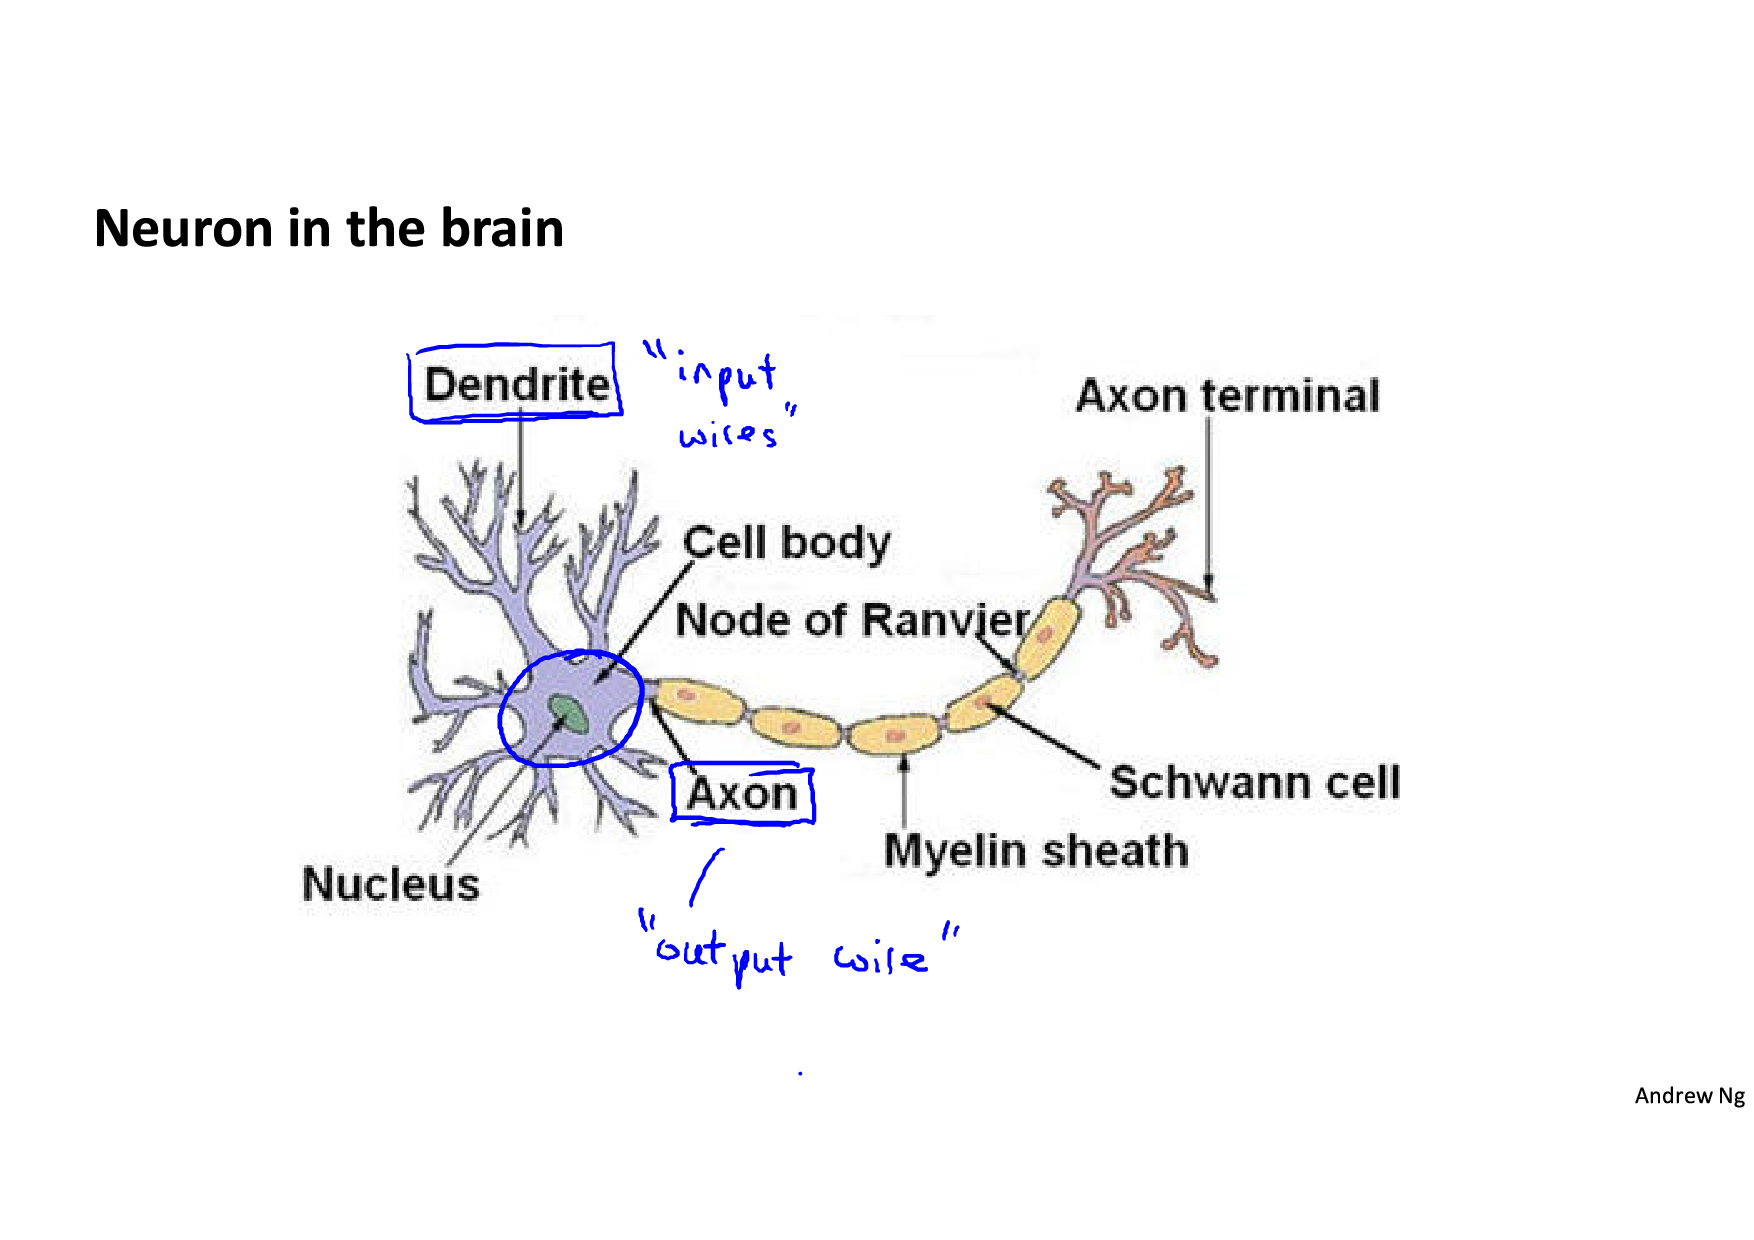 Neuron in the brain
Dendrite
"input
wires"
Axon terminal
Cell body
Node of Ranvier
Axon
Schwann cell
Myelin sheath
Nucleus
"output wire"
Andrew Ng